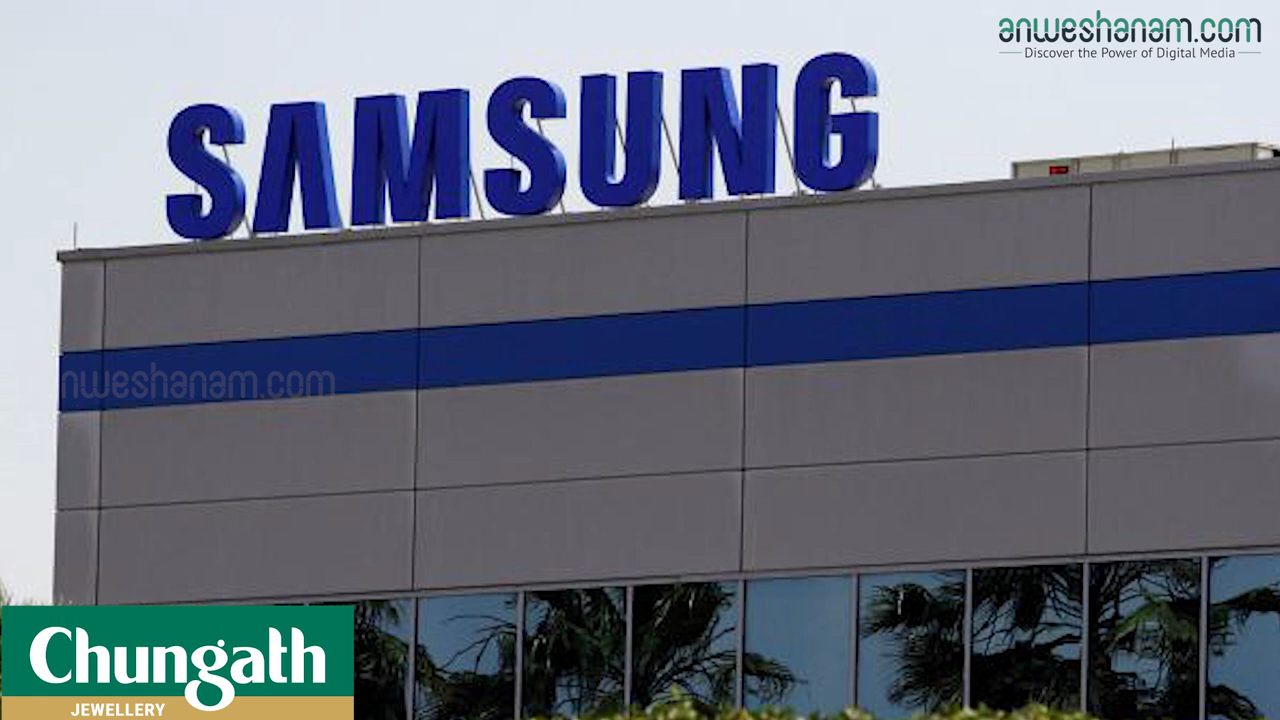 anweshanam.com
Discover the Power of Digital Media
SAMSUNG
nweshanam.com
Chungath
JEWELLERY